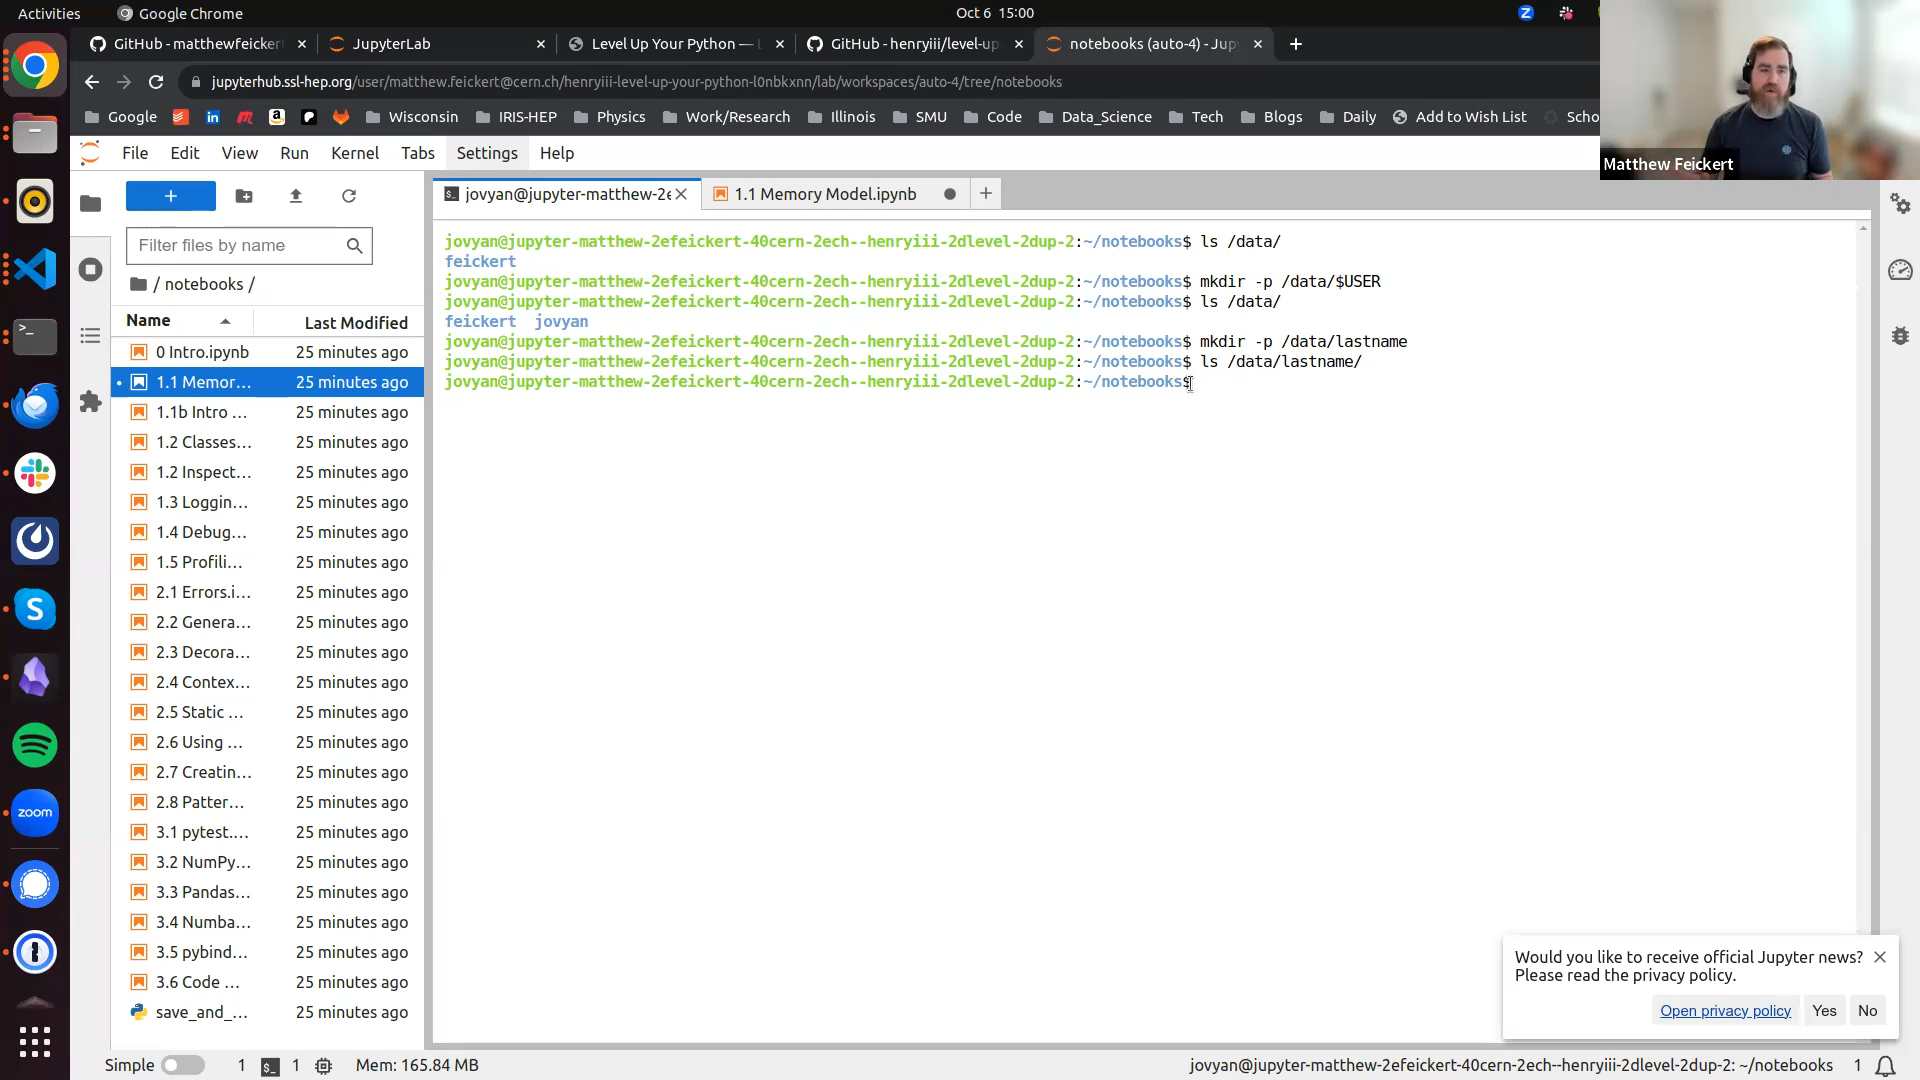 Activities
Google Chrome
Oct 6 15:00
GitHub - matthewfeicker
JupyterLab
Level Up Your Python —
GitHub - henryiii/level-up
notebooks (auto-4) - Jup
jupyterhub.ssl-hep.org/user/matthew.feickert@cern.ch/henryiii-level-up-your-python-l0nbkxnn/lab/workspaces/auto-4/tree/notebooks
Google
Wisconsin
IRIS-HEP
Physics
Work/Research
Illinois
SMU
Code
Data_Science
Tech
Blogs
Daily
Add to Wish List
Scho
Matthew Feickert
File Edit View Run Kernel Tabs Settings Help
Filter files by name
/ notebooks /
Name Last Modified
0 Intro.ipynb 25 minutes ago
1.1 Memor... 25 minutes ago
1.1b Intro ... 25 minutes ago
1.2 Classes... 25 minutes ago
1.2 Inspect... 25 minutes ago
1.3 Loggin... 25 minutes ago
1.4 Debug... 25 minutes ago
1.5 Profili... 25 minutes ago
2.1 Errors.i... 25 minutes ago
2.2 Genera... 25 minutes ago
2.3 Decora... 25 minutes ago
2.4 Contex... 25 minutes ago
2.5 Static ... 25 minutes ago
2.6 Using ... 25 minutes ago
2.7 Creatin... 25 minutes ago
2.8 Patter... 25 minutes ago
3.1 pytest.... 25 minutes ago
3.2 NumPy... 25 minutes ago
3.3 Pandas... 25 minutes ago
3.4 Numba... 25 minutes ago
3.5 pybind... 25 minutes ago
3.6 Code ... 25 minutes ago
save_and_... 25 minutes ago
jovyan@jupyter-matthew-2e
1.1 Memory Model.ipynb
jovyan@jupyter-matthew-2efeickert-40cern-2ech--henryiii-2dlevel-2dup-2:~/notebooks$ ls /data/
feickert
jovyan@jupyter-matthew-2efeickert-40cern-2ech--henryiii-2dlevel-2dup-2:~/notebooks$ mkdir -p /data/$USER
jovyan@jupyter-matthew-2efeickert-40cern-2ech--henryiii-2dlevel-2dup-2:~/notebooks$ ls /data/
feickert jovyan
jovyan@jupyter-matthew-2efeickert-40cern-2ech--henryiii-2dlevel-2dup-2:~/notebooks$ mkdir -p /data/lastname
jovyan@jupyter-matthew-2efeickert-40cern-2ech--henryiii-2dlevel-2dup-2:~/notebooks$ ls /data/lastname/
jovyan@jupyter-matthew-2efeickert-40cern-2ech--henryiii-2dlevel-2dup-2:~/notebooks$
zoom
Would you like to receive official Jupyter news?
Please read the privacy policy.
Open privacy policy Yes No
Simple 1 1 Mem: 165.84 MB
jovyan@jupyter-matthew-2efeickert-40cern-2ech--henryiii-2dlevel-2dup-2: ~/notebooks 1